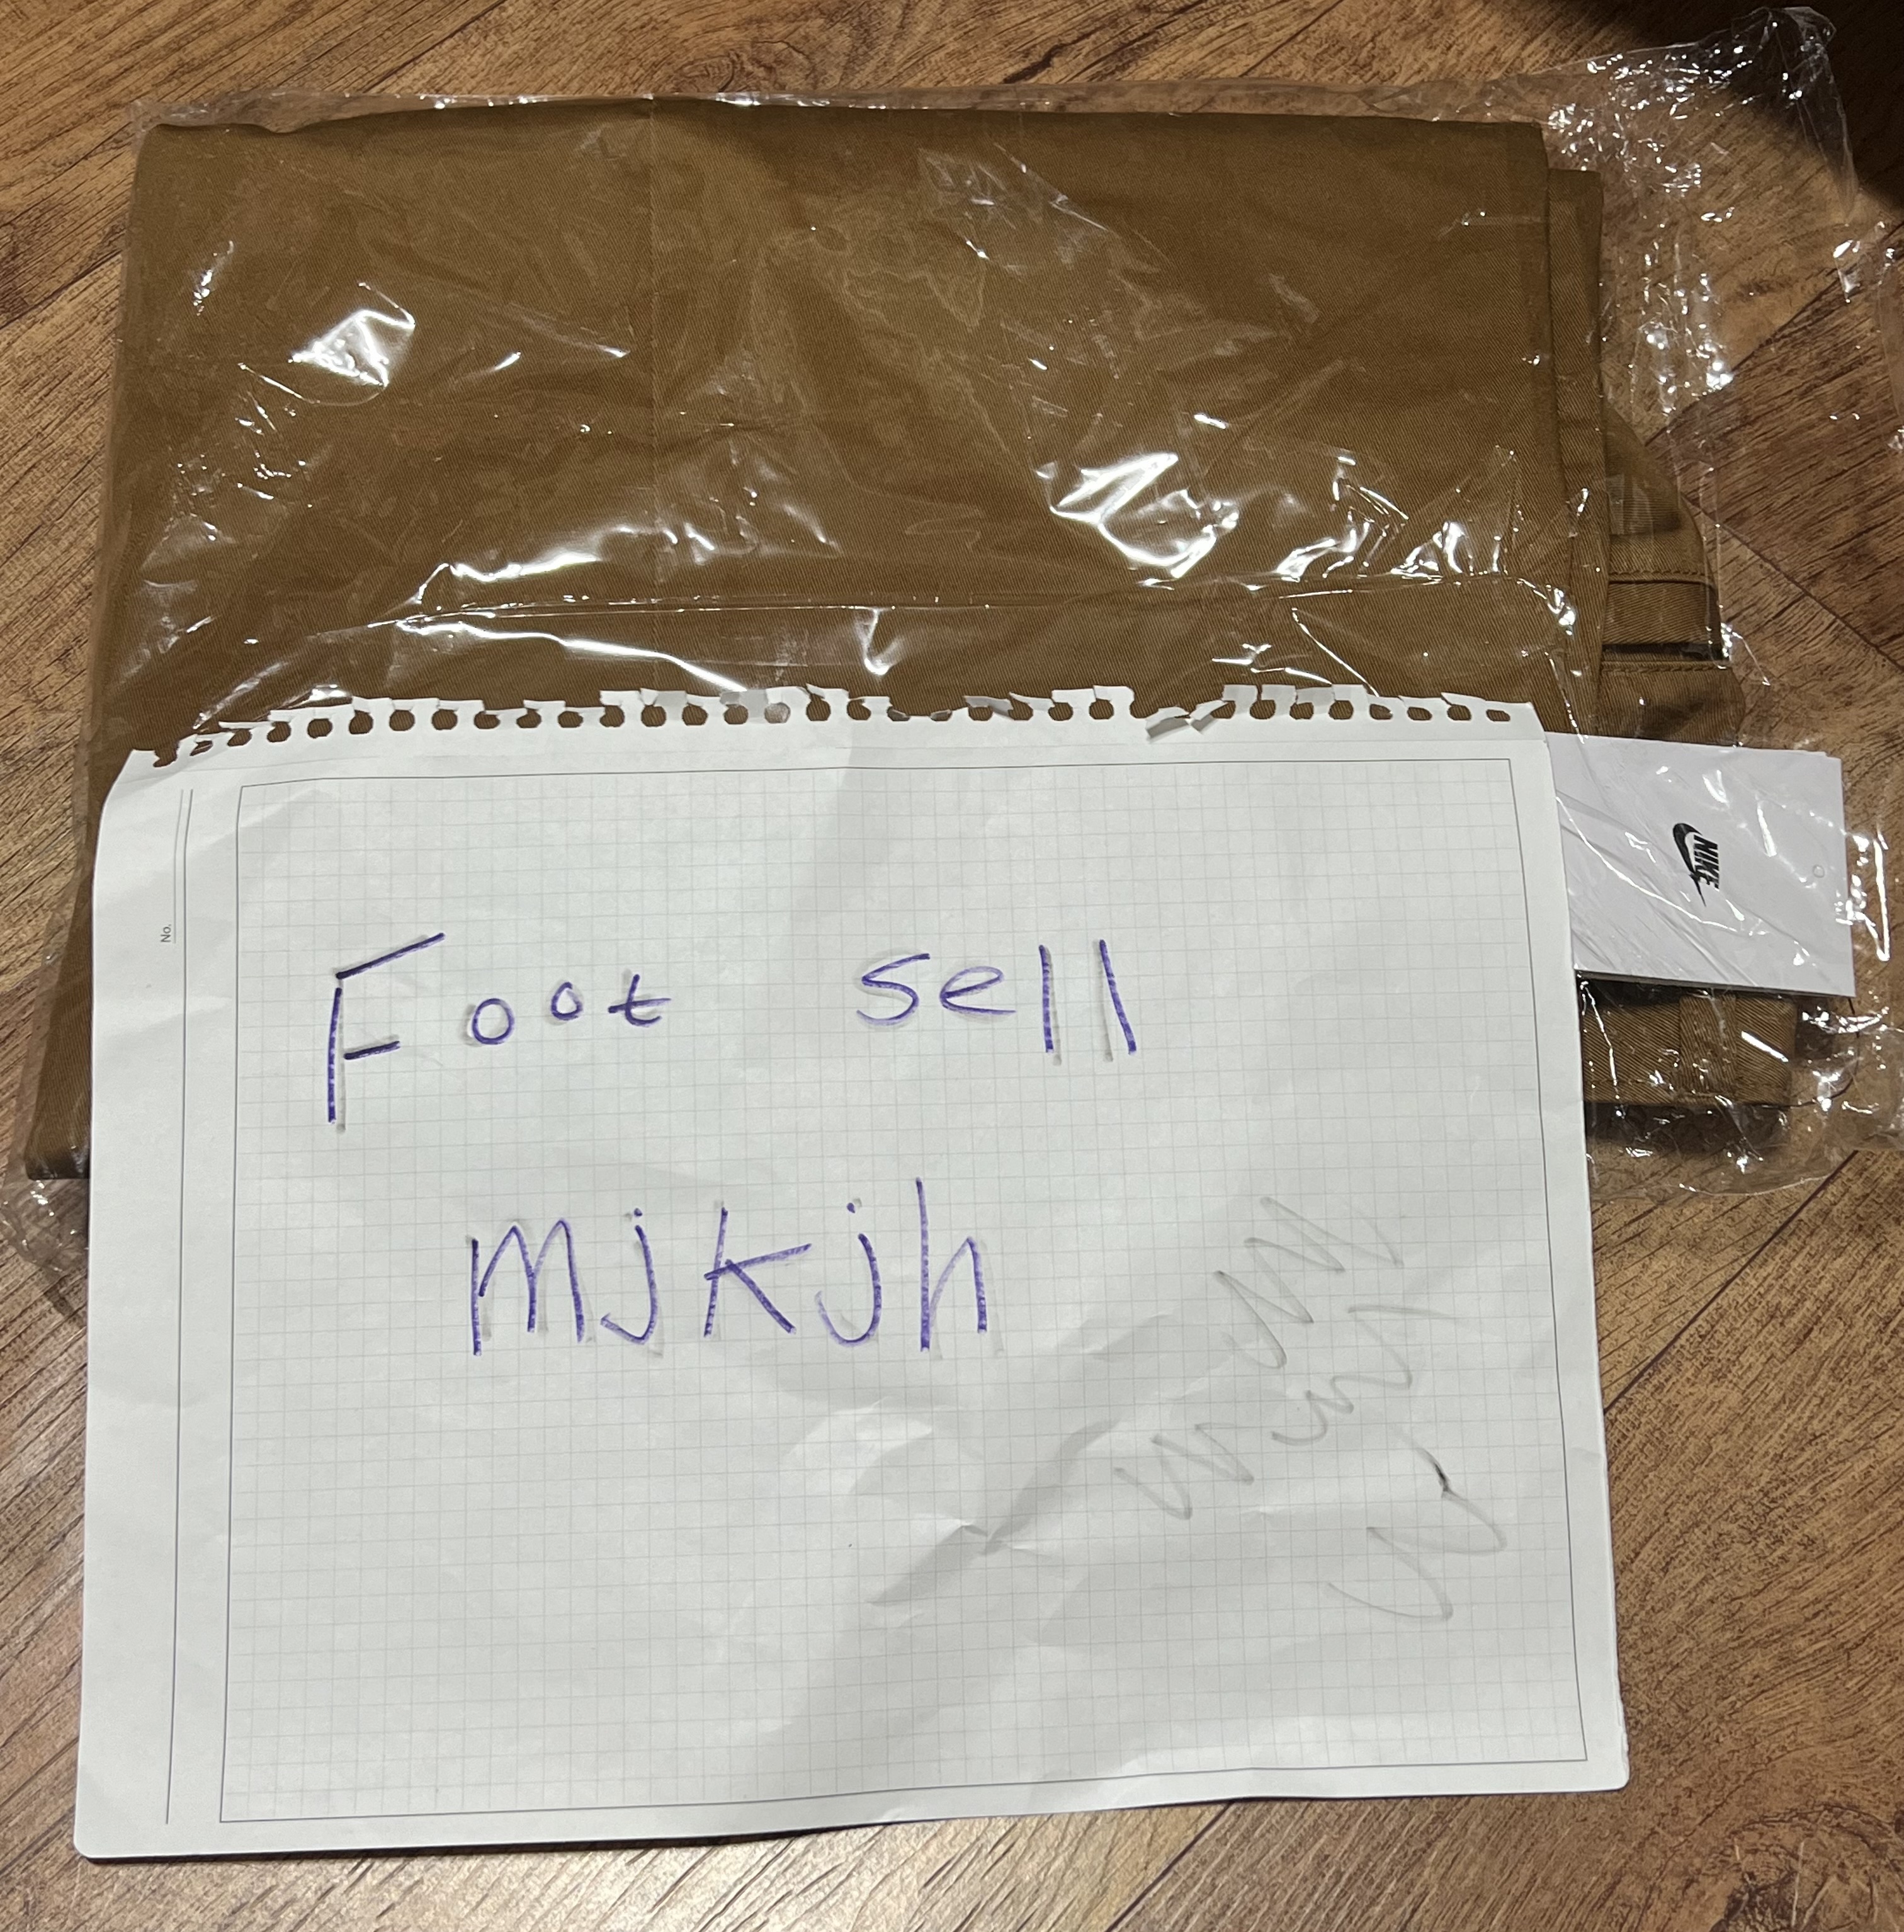 No.
NIKE
Foot sell
mjkjh